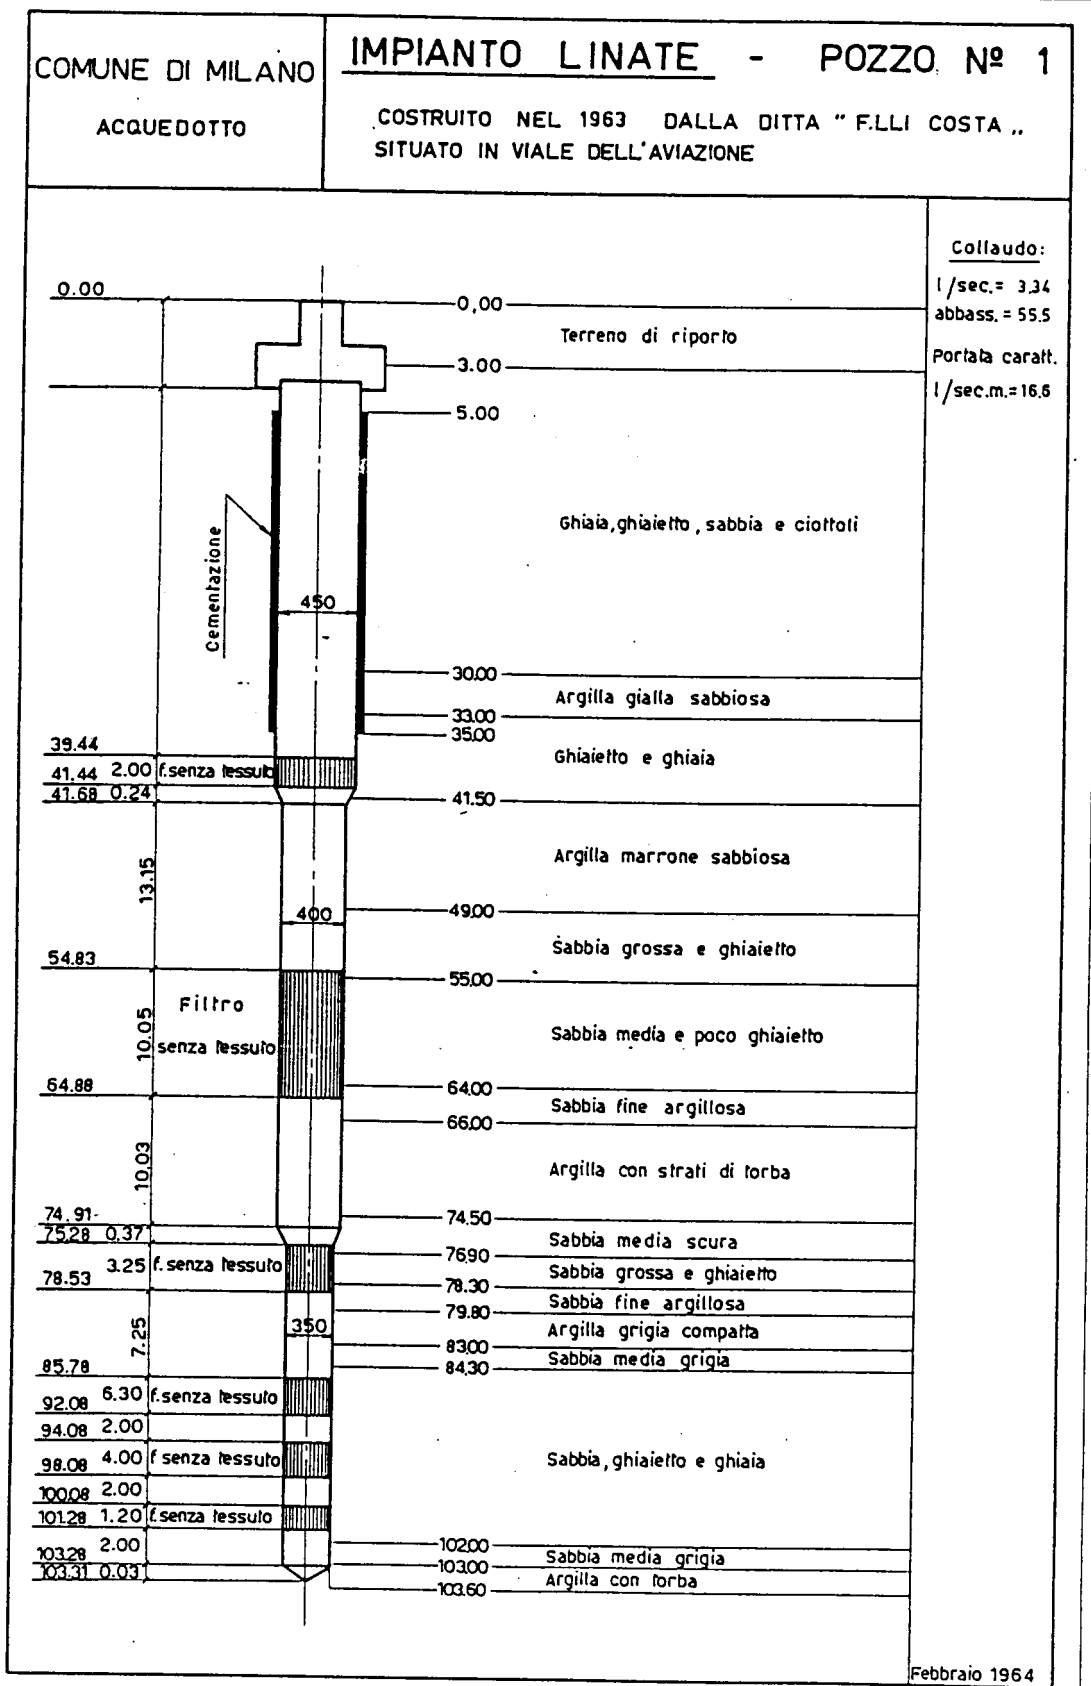 COMUNE DI MILANO
ACQUEDOTTO
IMPIANTO LINATE - POZZO Nº 1
COSTRUITO NEL 1963 DALLA DITTA " F.LLI COSTA „
SITUATO IN VIALE DELL'AVIAZIONE
Collaudo:
l/sec.= 3,34
abbass. = 55.5
Portata caratt.
l/sec.m.=16,6
0.00
0,00
Terreno di riporto
3.00
5.00
Ghiaia, ghiaietto, sabbia e ciottoli
Cementazione
450
30.00
Argilla gialla sabbiosa
33.00
35.00
39.44
Ghiaietto e ghiaia
41.44 2.00 f.senza tessuto
41.68 0.24
41.50
Argilla marrone sabbiosa
13.15
49.00
400
Sabbia grossa e ghiaietto
54.83
55.00
Filtro
senza tessuto
10.05
Sabbia media e poco ghiaietto
64.88
64.00
Sabbia fine argillosa
66.00
10.03
Argilla con strati di torba
74.91
74.50
75.28 0.37
Sabbia media scura
76.90
3.25 f.senza tessuto
Sabbia grossa e ghiaietto
78.53
78.30
Sabbia fine argillosa
79.80
7.25
350
Argilla grigia compatta
83.00
Sabbia media grigia
84.30
85.78
92.08 6.30 f.senza tessuto
94.08 2.00
98.08 4.00 f senza tessuto
Sabbia, ghiaietto e ghiaia
100.08 2.00
101.28 1.20 f.senza tessuto
103.28 2.00
102.00
Sabbia media grigia
103.00
103.31 0.03
Argilla con torba
103.60
Febbraio 1964